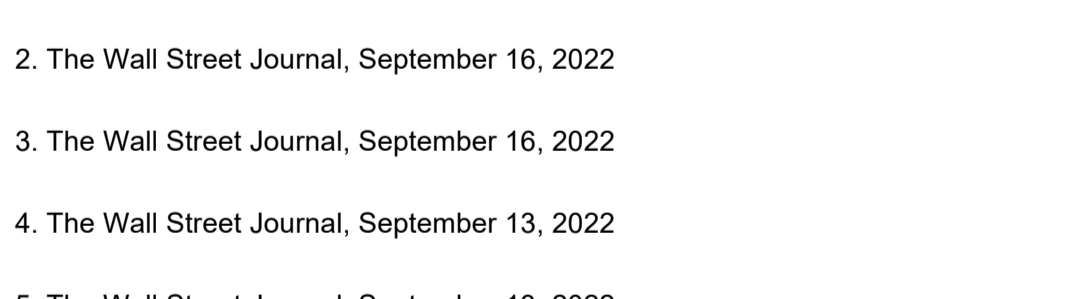 2. The Wall Street Journal, September 16, 2022
3. The Wall Street Journal, September 16, 2022
4. The Wall Street Journal, September 13, 2022